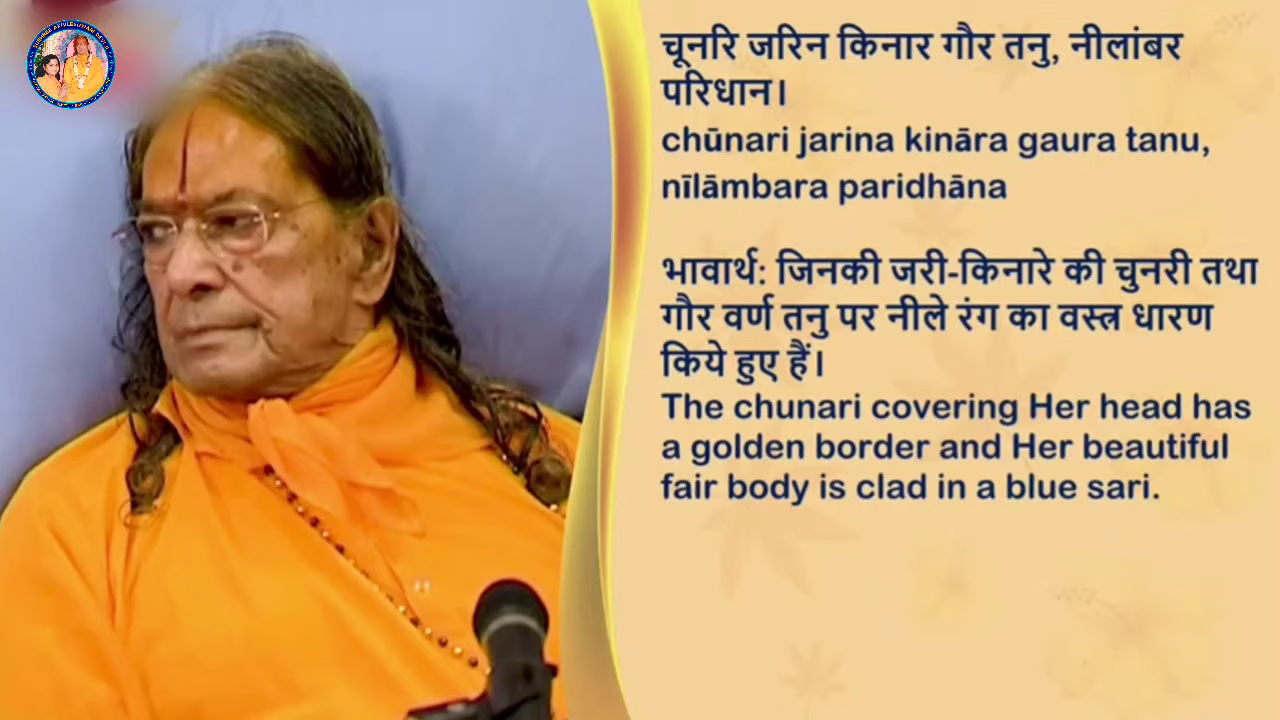 चूनरि जरिन किनार गौर तनु, नीलांबर
परिधान।
chūnari jarina kināra gaura tanu,
nīlāmbara paridhāna
भावार्थ: जिनकी जरी-किनारे की चुनरी तथा
गौर वर्ण तनु पर नीले रंग का वस्त्र धारण
किये हुए हैं।
The chunari covering Her head has
a golden border and Her beautiful
fair body is clad in a blue sari.